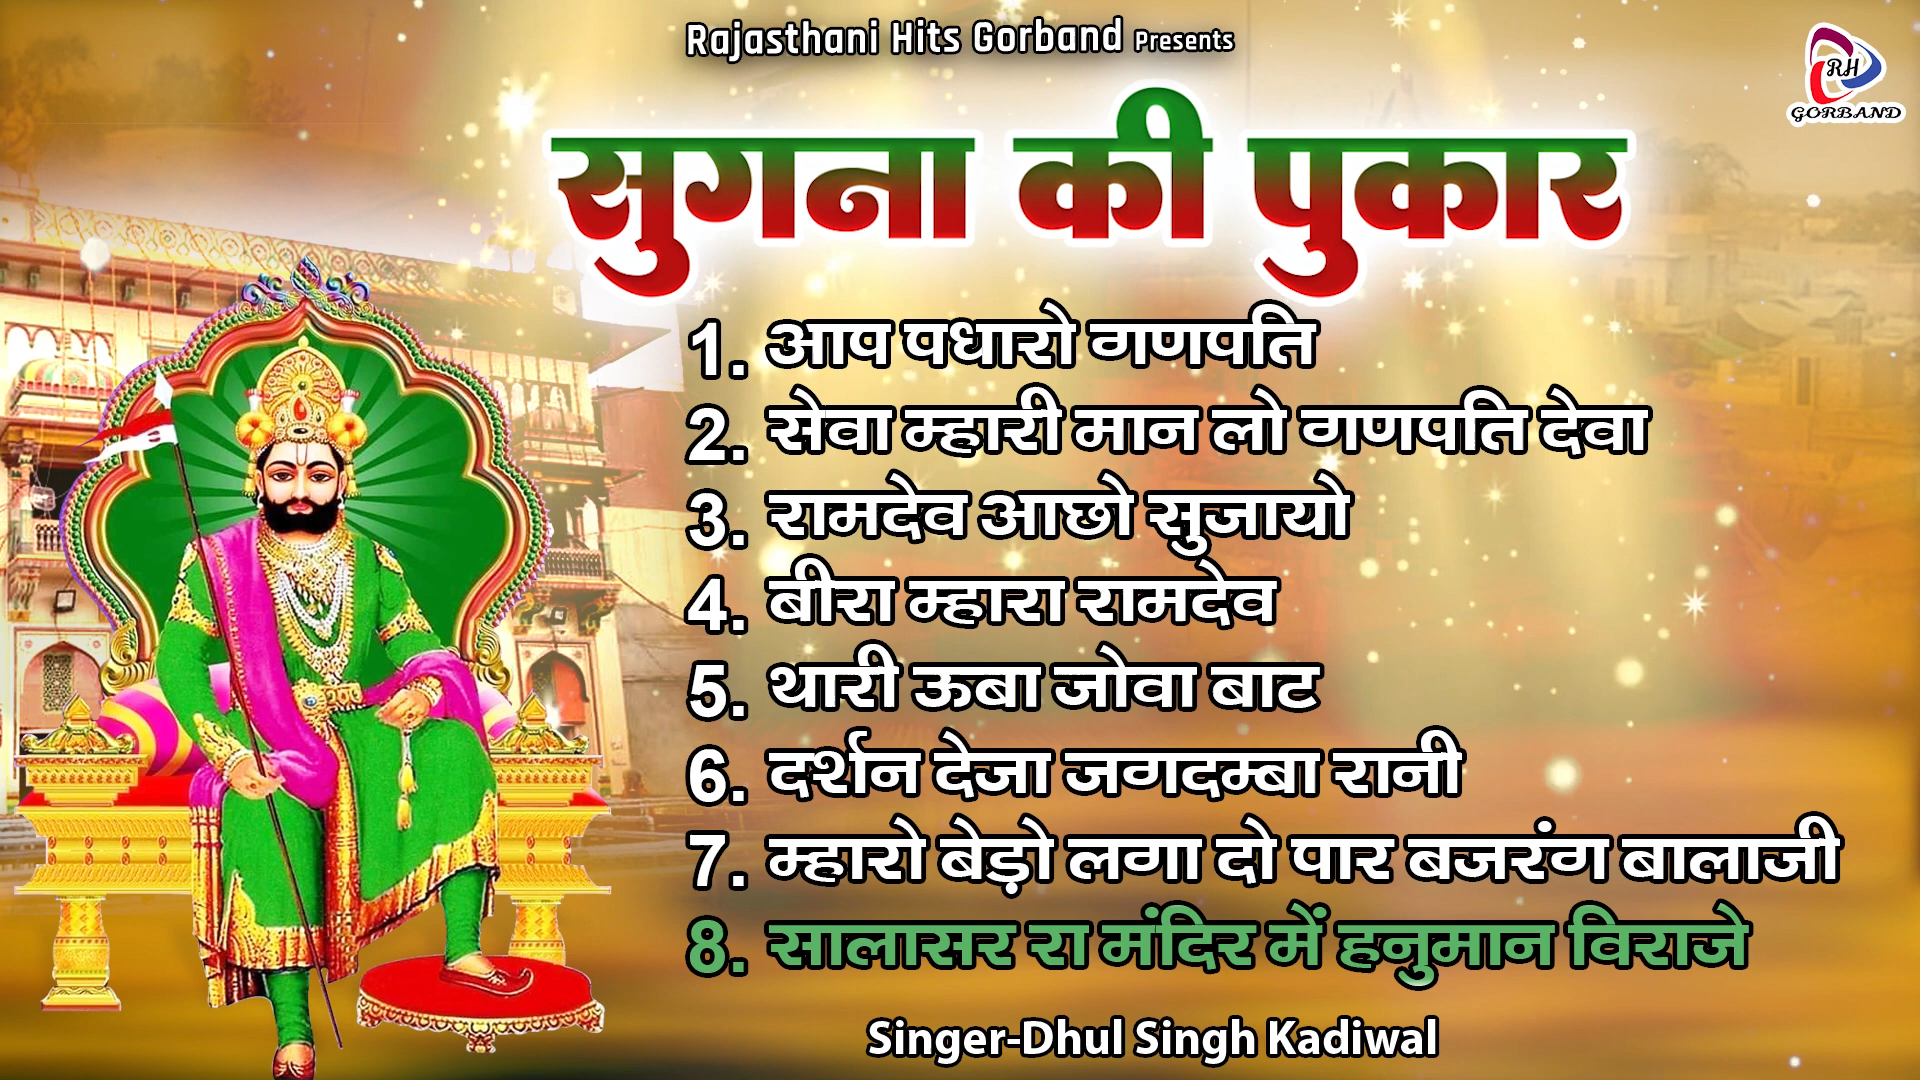 Rajasthani Hits Gorband Presents
RH
GORBAND
सुगना की पुकार
1. आप पधारो गणपति
2. सेवा म्हारी मान लो गणपति देवा
3. रामदेव आछो सुजायो
4. बीरा म्हारा रामदेव
5. थारी ऊबा जोवा बाट
6. दर्शन देजा जगदम्बा रानी
7. म्हारो बेड़ो लगा दो पार बजरंग बालाजी
8. सालासर रा मंदिर में हनुमान विराजे
Singer-Dhul Singh Kadiwal